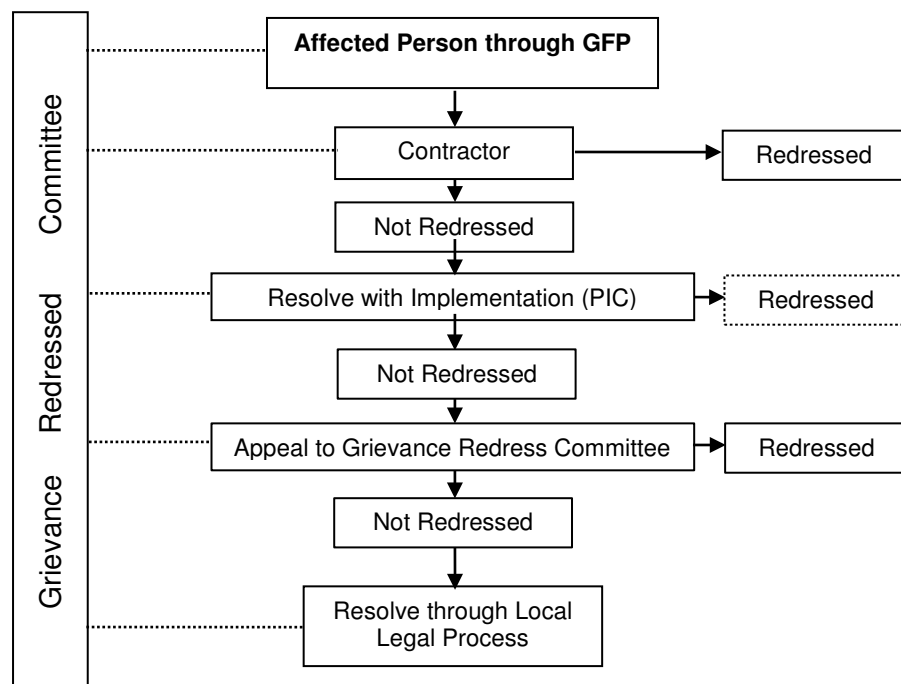 Affected Person through GFP
Contractor
Redressed
Not Redressed
Resolve with Implementation (PIC)
Redressed
Not Redressed
Appeal to Grievance Redress Committee
Redressed
Not Redressed
Resolve through Local
Legal Process
Grievance Redressed Committee